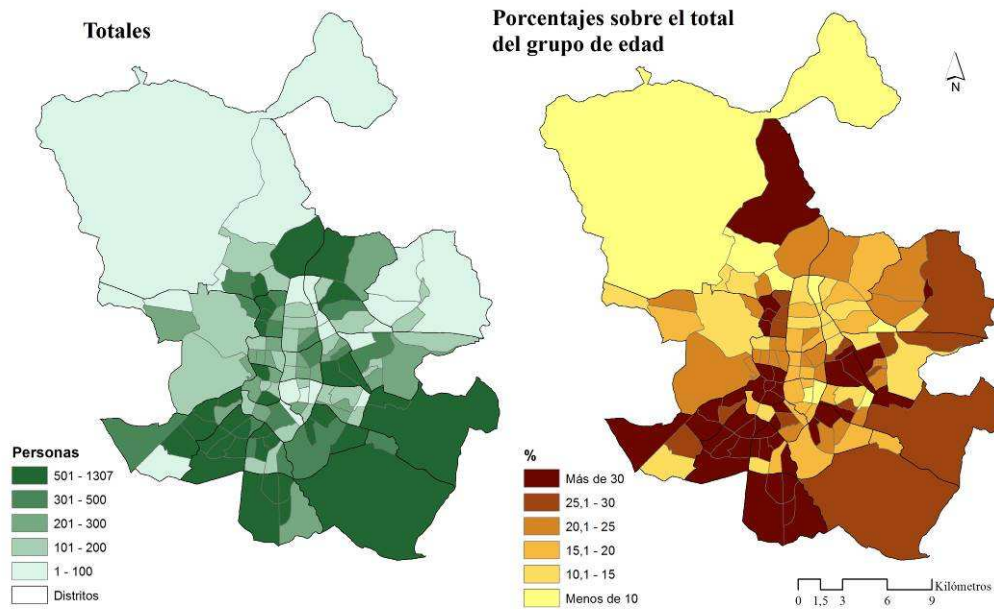 Totales
Porcentajes sobre el total
del grupo de edad
N
Personas
501 - 1307
301 - 500
201 - 300
101 - 200
1 - 100
Distritos
%
Más de 30
25,1 - 30
20,1 - 25
15,1 - 20
10,1 - 15
Menos de 10
Kilómetros
0 1,5 3 6 9